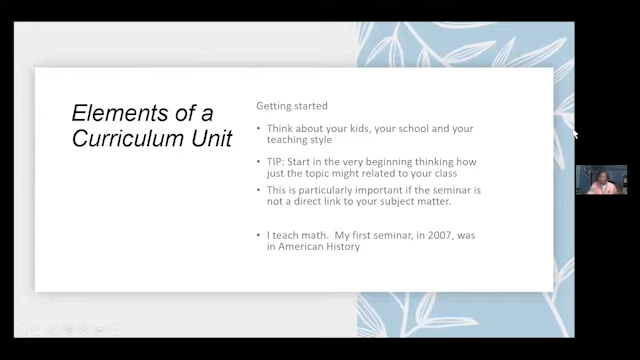 Elements of a
Curriculum Unit
Getting started
• Think about your kids, your school and your
teaching style
• TIP: Start in the very beginning thinking how
just the topic might related to your class
• This is particularly important if the seminar is
not a direct link to your subject matter.
• I teach math. My first seminar, in 2007, was
in American History